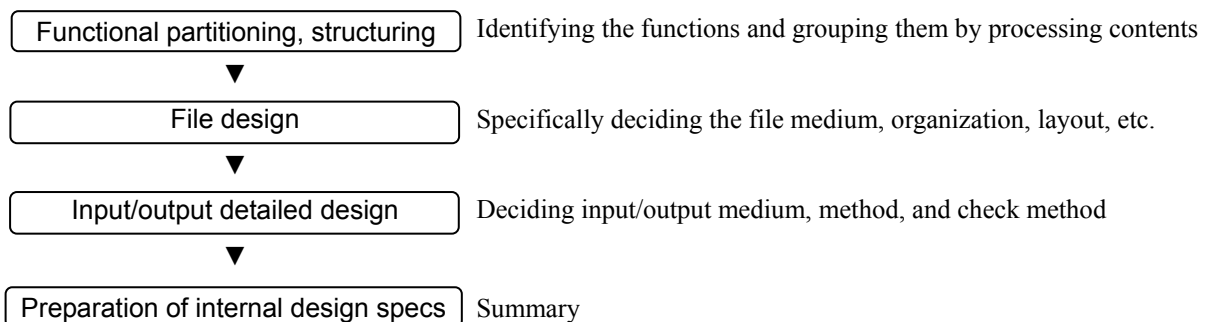 Functional partitioning, structuring Identifying the functions and grouping them by processing contents
▼
File design Specifically deciding the file medium, organization, layout, etc.
▼
Input/output detailed design Deciding input/output medium, method, and check method
▼
Preparation of internal design specs Summary